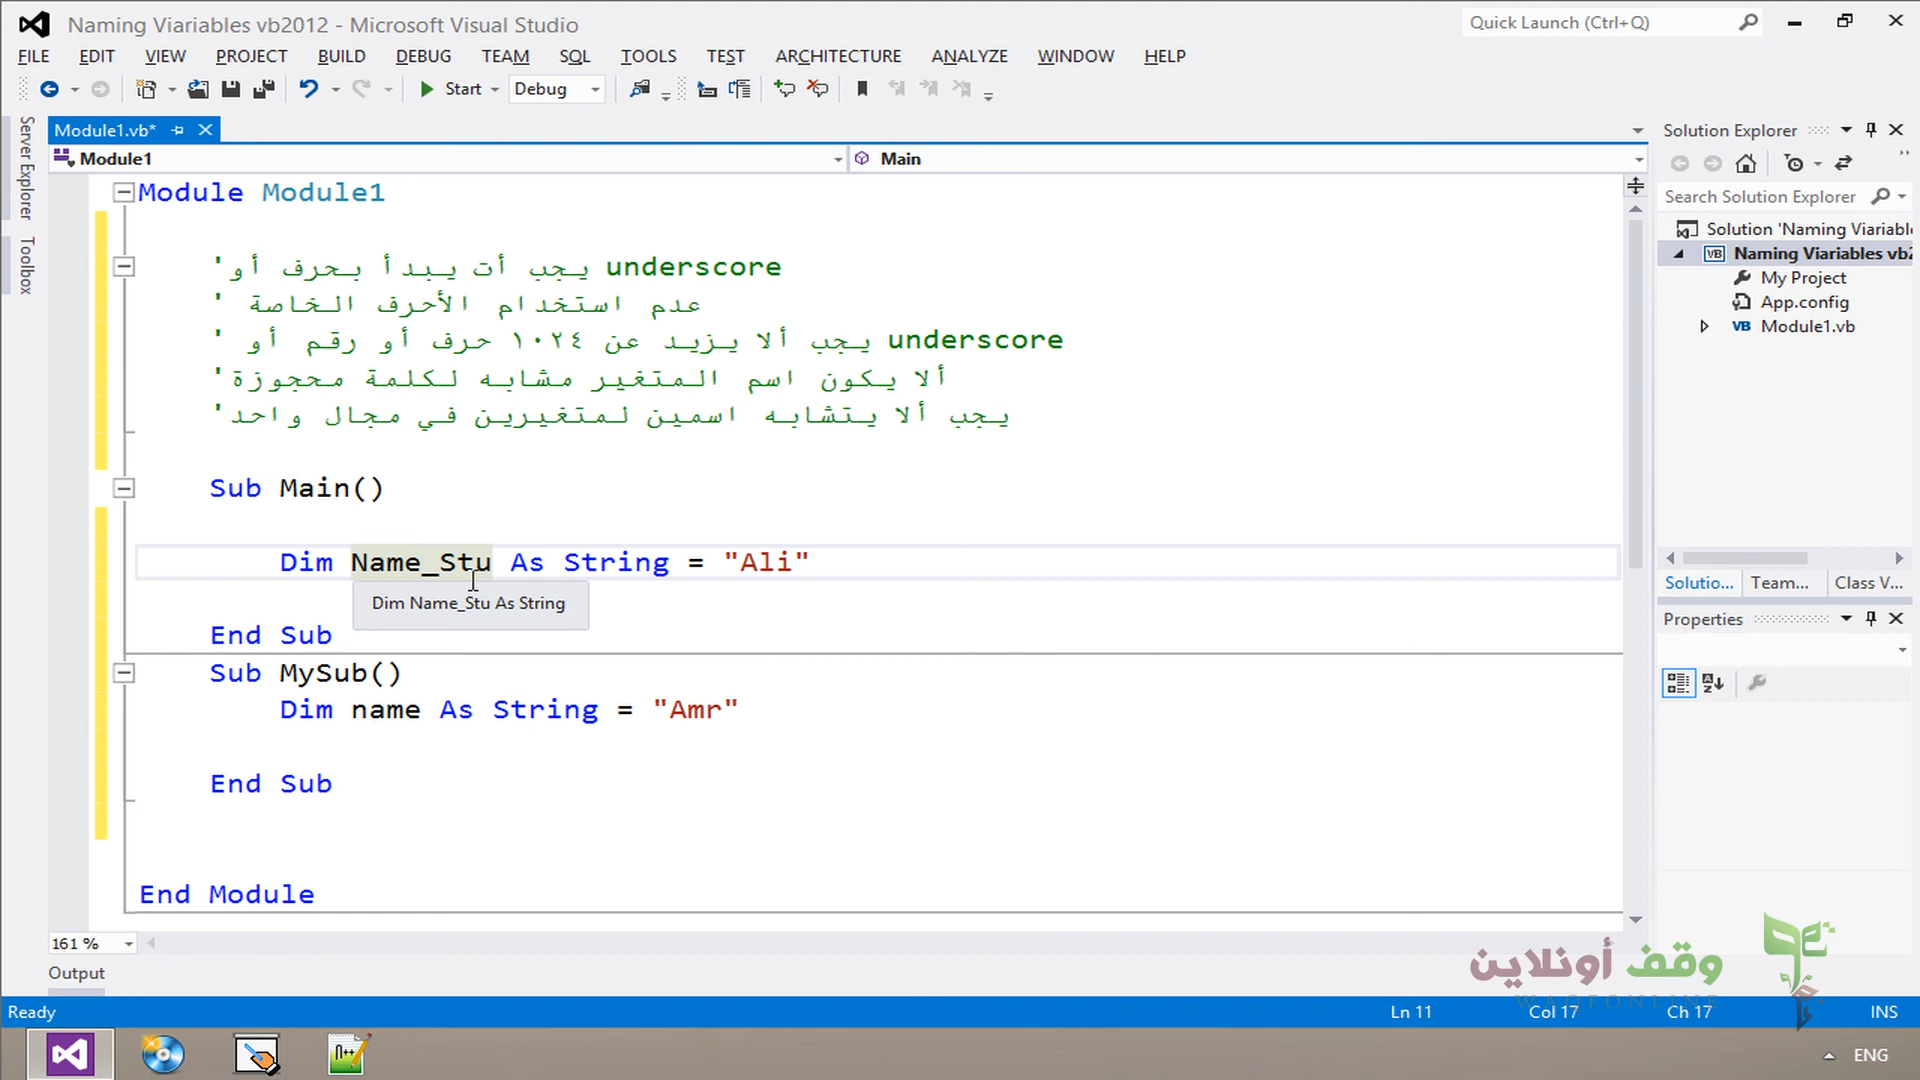 Naming Viariables vb2012 - Microsoft Visual Studio
Quick Launch (Ctrl+Q)
FILE EDIT VIEW PROJECT BUILD DEBUG TEAM SQL TOOLS TEST ARCHITECTURE ANALYZE WINDOW HELP
Start Debug
Server Explorer
Toolbox
Module1.vb*
Module1
Main
Module Module1
'يجب أت يبدأ بحرف أو underscore
' عدم استخدام الأحرف الخاصة
' يجب ألا يزيد عن ١٠٢٤ حرف أو رقم أو underscore
'ألا يكون اسم المتغير مشابه لكلمة محجوزة
'يجب ألا يتشابه اسمين لمتغيرين في مجال واحد
Sub Main()
Dim Name_Stu As String = "Ali"
Dim Name_Stu As String
End Sub
Sub MySub()
Dim name As String = "Amr"
End Sub
End Module
161 %
Output
Solution Explorer
Search Solution Explorer
Solution 'Naming Variabl
Naming Viariables vb2
My Project
App.config
Module1.vb
Solutio... Team... Class V...
Properties
وقف أونلاين
WAQFONLINE
Ready Ln 11 Col 17 Ch 17 INS
n++
ENG